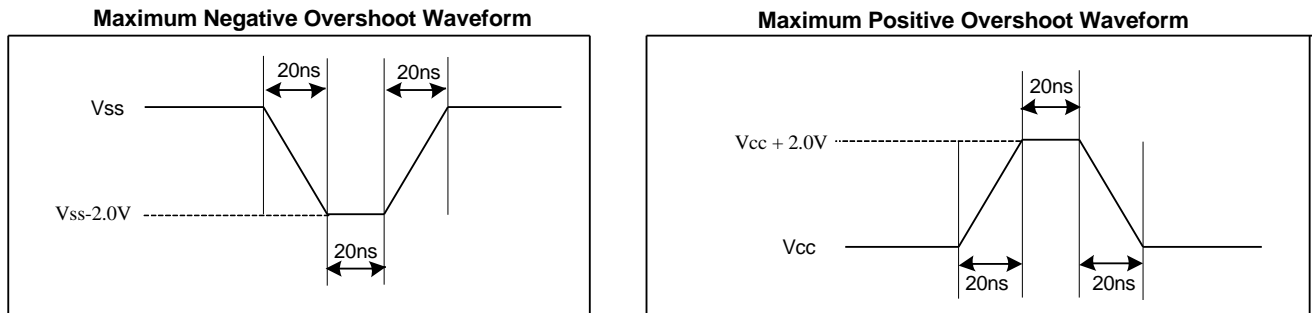 Maximum Negative Overshoot Waveform
20ns
20ns
Vss
Vss-2.0V
20ns
Maximum Positive Overshoot Waveform
20ns
Vcc + 2.0V
Vcc
20ns
20ns